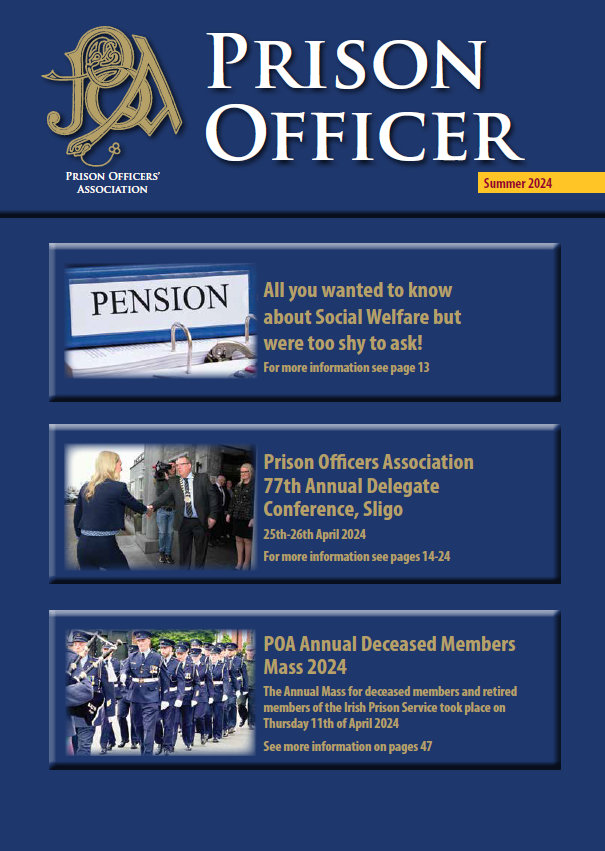 POA
PRISON
OFFICER
PRISON OFFICERS'
ASSOCIATION
Summer 2024
PENSION
All you wanted to know
about Social Welfare but
were too shy to ask!
For more information see page 13
Prison Officers Association
77th Annual Delegate
Conference, Sligo
25th-26th April 2024
For more information see pages 14-24
POA Annual Deceased Members
Mass 2024
The Annual Mass for deceased members and retired
members of the Irish Prison Service took place on
Thursday 11th of April 2024
See more information on pages 47